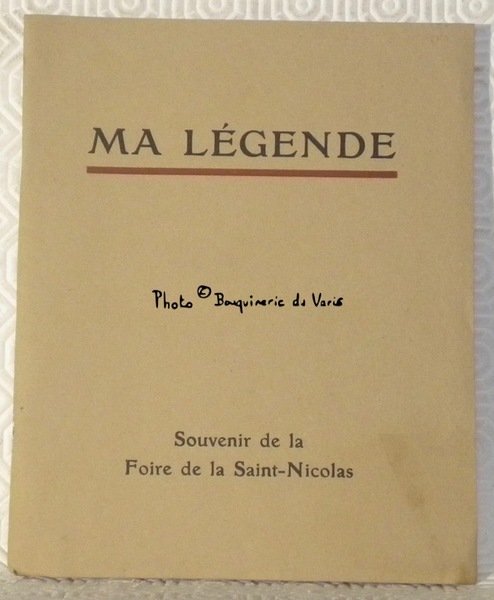 MA LÉGENDE
Photo © Bouquinerie du Varis
Souvenir de la
Foire de la Saint-Nicolas